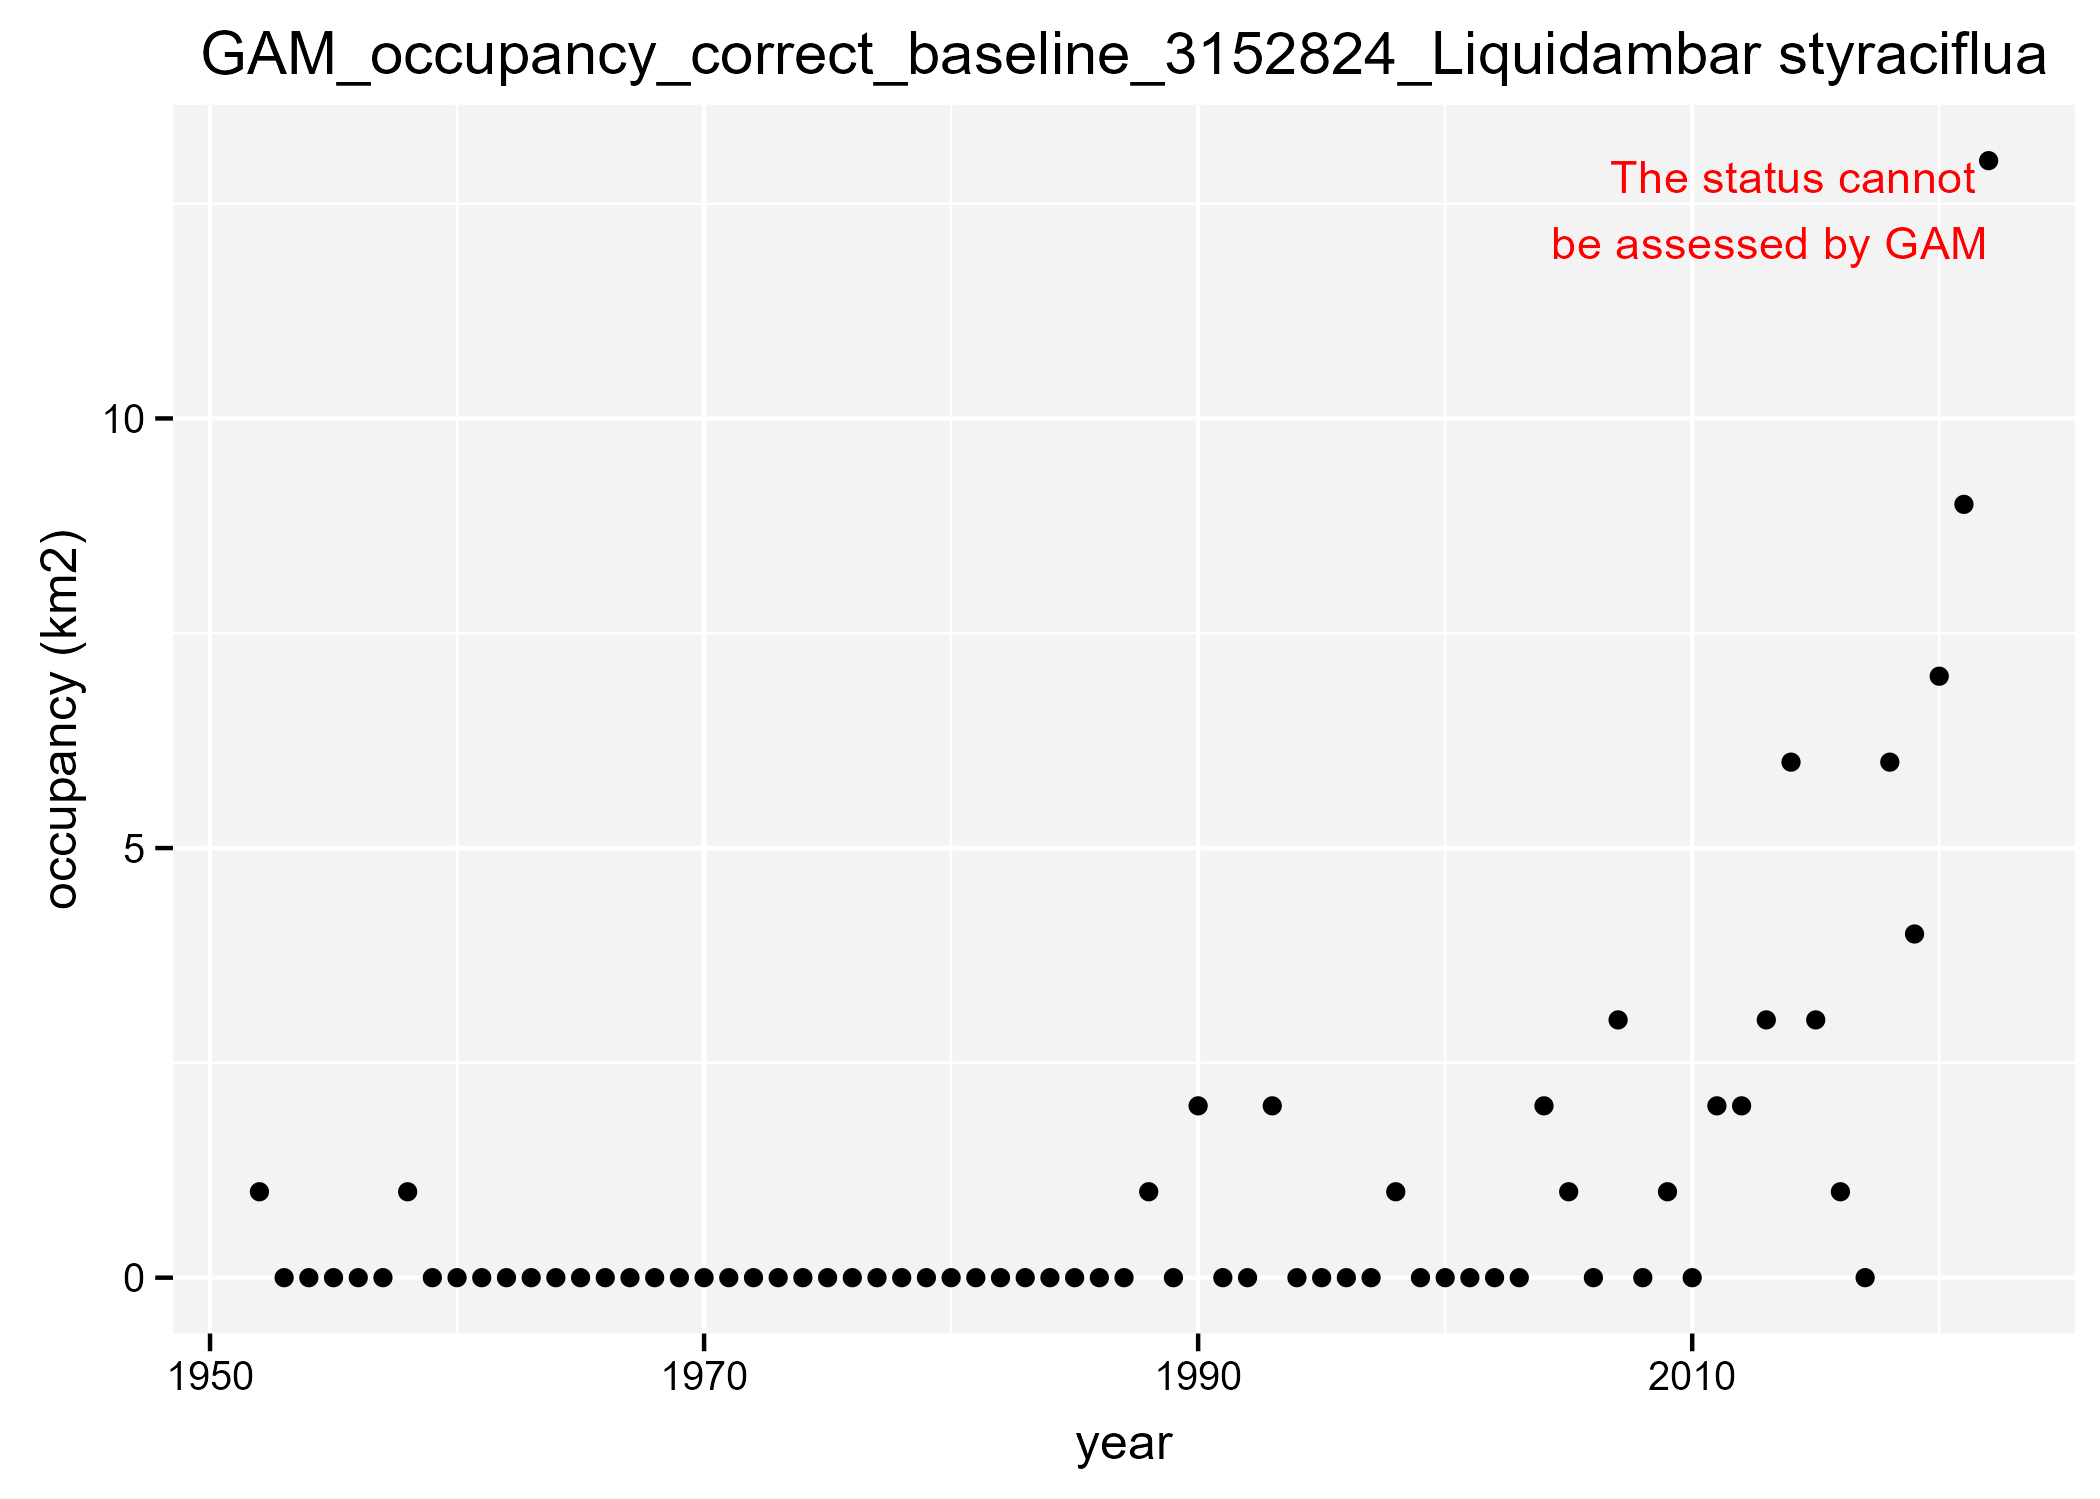 GAM_occupancy_correct_baseline_3152824_Liquidambar styraciflua
The status cannot
be assessed by GAM
occupancy (km2)
10
5
0
1950
1970
1990
2010
year